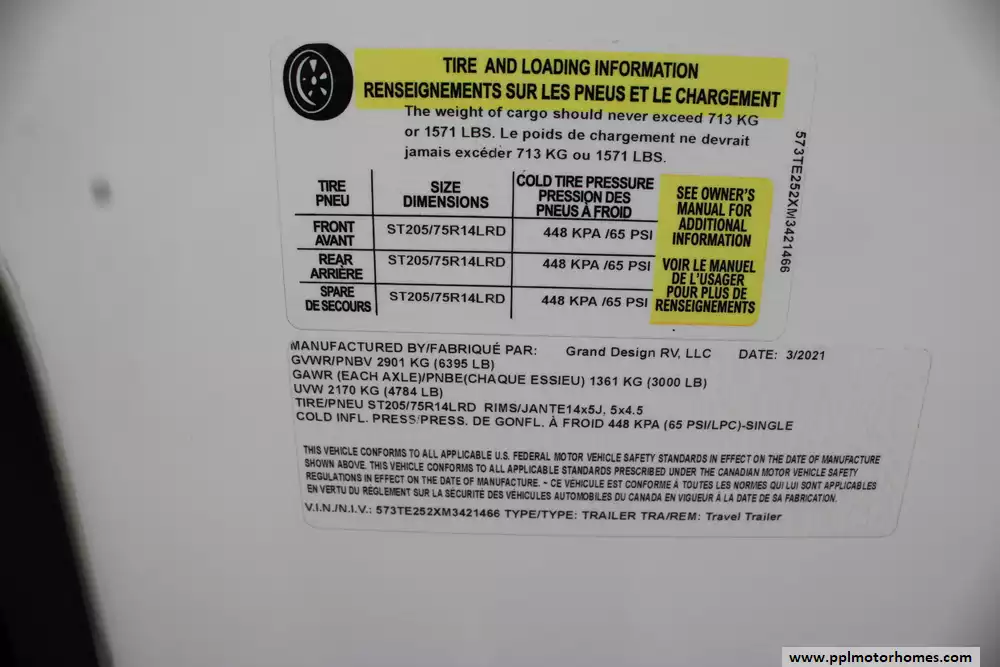 TIRE AND LOADING INFORMATION
RENSEIGNEMENTS SUR LES PNEUS ET LE CHARGEMENT
The weight of cargo should never exceed 713 KG
or 1571 LBS. Le poids de chargement ne devrait
jamais excéder 713 KG ou 1571 LBS.
TIRE PNEU SIZE DIMENSIONS COLD TIRE PRESSURE PRESSION DES PNEUS À FROID
FRONT AVANT ST205/75R14LRD 448 KPA /65 PSI
REAR ARRIÈRE ST205/75R14LRD 448 KPA /65 PSI
SPARE DE SECOURS ST205/75R14LRD 448 KPA /65 PSI
SEE OWNER'S
MANUAL FOR
ADDITIONAL
INFORMATION
VOIR LE MANUEL
DE L'USAGER
POUR PLUS DE
RENSEIGNEMENTS
573TE252XM3421466
MANUFACTURED BY/FABRIQUÉ PAR: Grand Design RV, LLC DATE: 3/2021
GVWR/PNBV 2901 KG (6395 LB)
GAWR (EACH AXLE)/PNBE(CHAQUE ESSIEU) 1361 KG (3000 LB)
UVW 2170 KG (4784 LB)
TIRE/PNEU ST205/75R14LRD RIMS/JANTE14x5J, 5x4.5
COLD INFL. PRESS/PRESS. DE GONFL. À FROID 448 KPA (65 PSI/LPC)-SINGLE
THIS VEHICLE CONFORMS TO ALL APPLICABLE U.S. FEDERAL MOTOR VEHICLE SAFETY STANDARDS IN EFFECT ON THE DATE OF MANUFACTURE
SHOWN ABOVE. THIS VEHICLE CONFORMS TO ALL APPLICABLE STANDARDS PRESCRIBED UNDER THE CANADIAN MOTOR VEHICLE SAFETY
REGULATIONS IN EFFECT ON THE DATE OF MANUFACTURE. - CE VÉHICULE EST CONFORME À TOUTES LES NORMES QUI LUI SONT APPLICABLES
EN VERTU DU RÈGLEMENT SUR LA SÉCURITÉ DES VÉHICULES AUTOMOBILES DU CANADA EN VIGUEUR À LA DATE DE SA FABRICATION.
V.I.N./N.I.V.: 573TE252XM3421466 TYPE/TYPE: TRAILER TRA/REM: Travel Trailer
www.pplmotorhomes.com